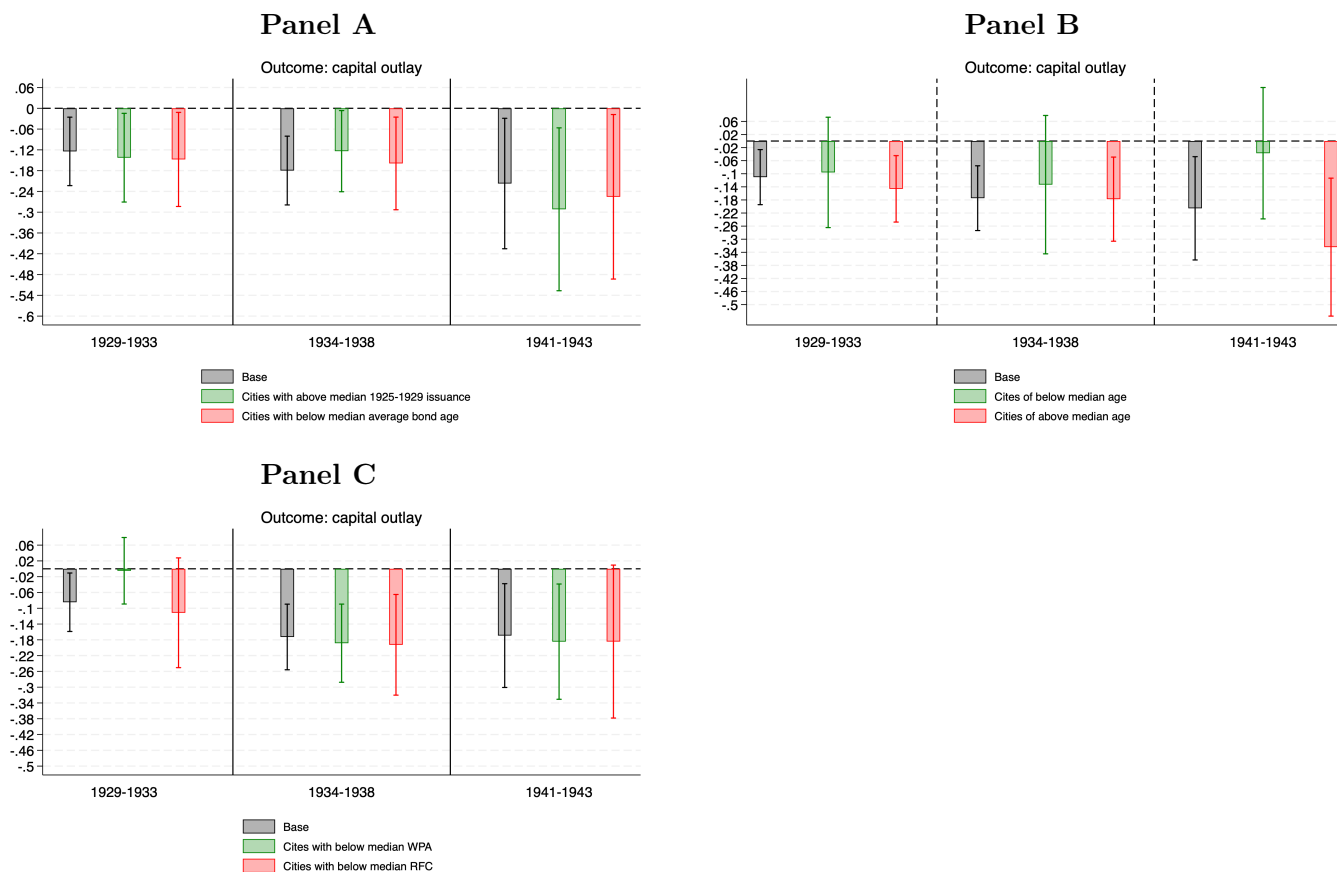 Panel A
Outcome: capital outlay
.06
0
-.06
-.12
-.18
-.24
-.3
-.36
-.42
-.48
-.54
-.6
1929-1933 1934-1938 1941-1943
Base
Cities with above median 1925-1929 issuance
Cities with below median average bond age
Panel B
Outcome: capital outlay
.06
.02
-.02
-.06
-.1
-.14
-.18
-.22
-.26
-.3
-.34
-.38
-.42
-.46
-.5
1929-1933 1934-1938 1941-1943
Base
Cites of below median age
Cities of above median age
Panel C
Outcome: capital outlay
.06
.02
-.02
-.06
-.1
-.14
-.18
-.22
-.26
-.3
-.34
-.38
-.42
-.46
-.5
1929-1933 1934-1938 1941-1943
Base
Cites with below median WPA
Cities with below median RFC